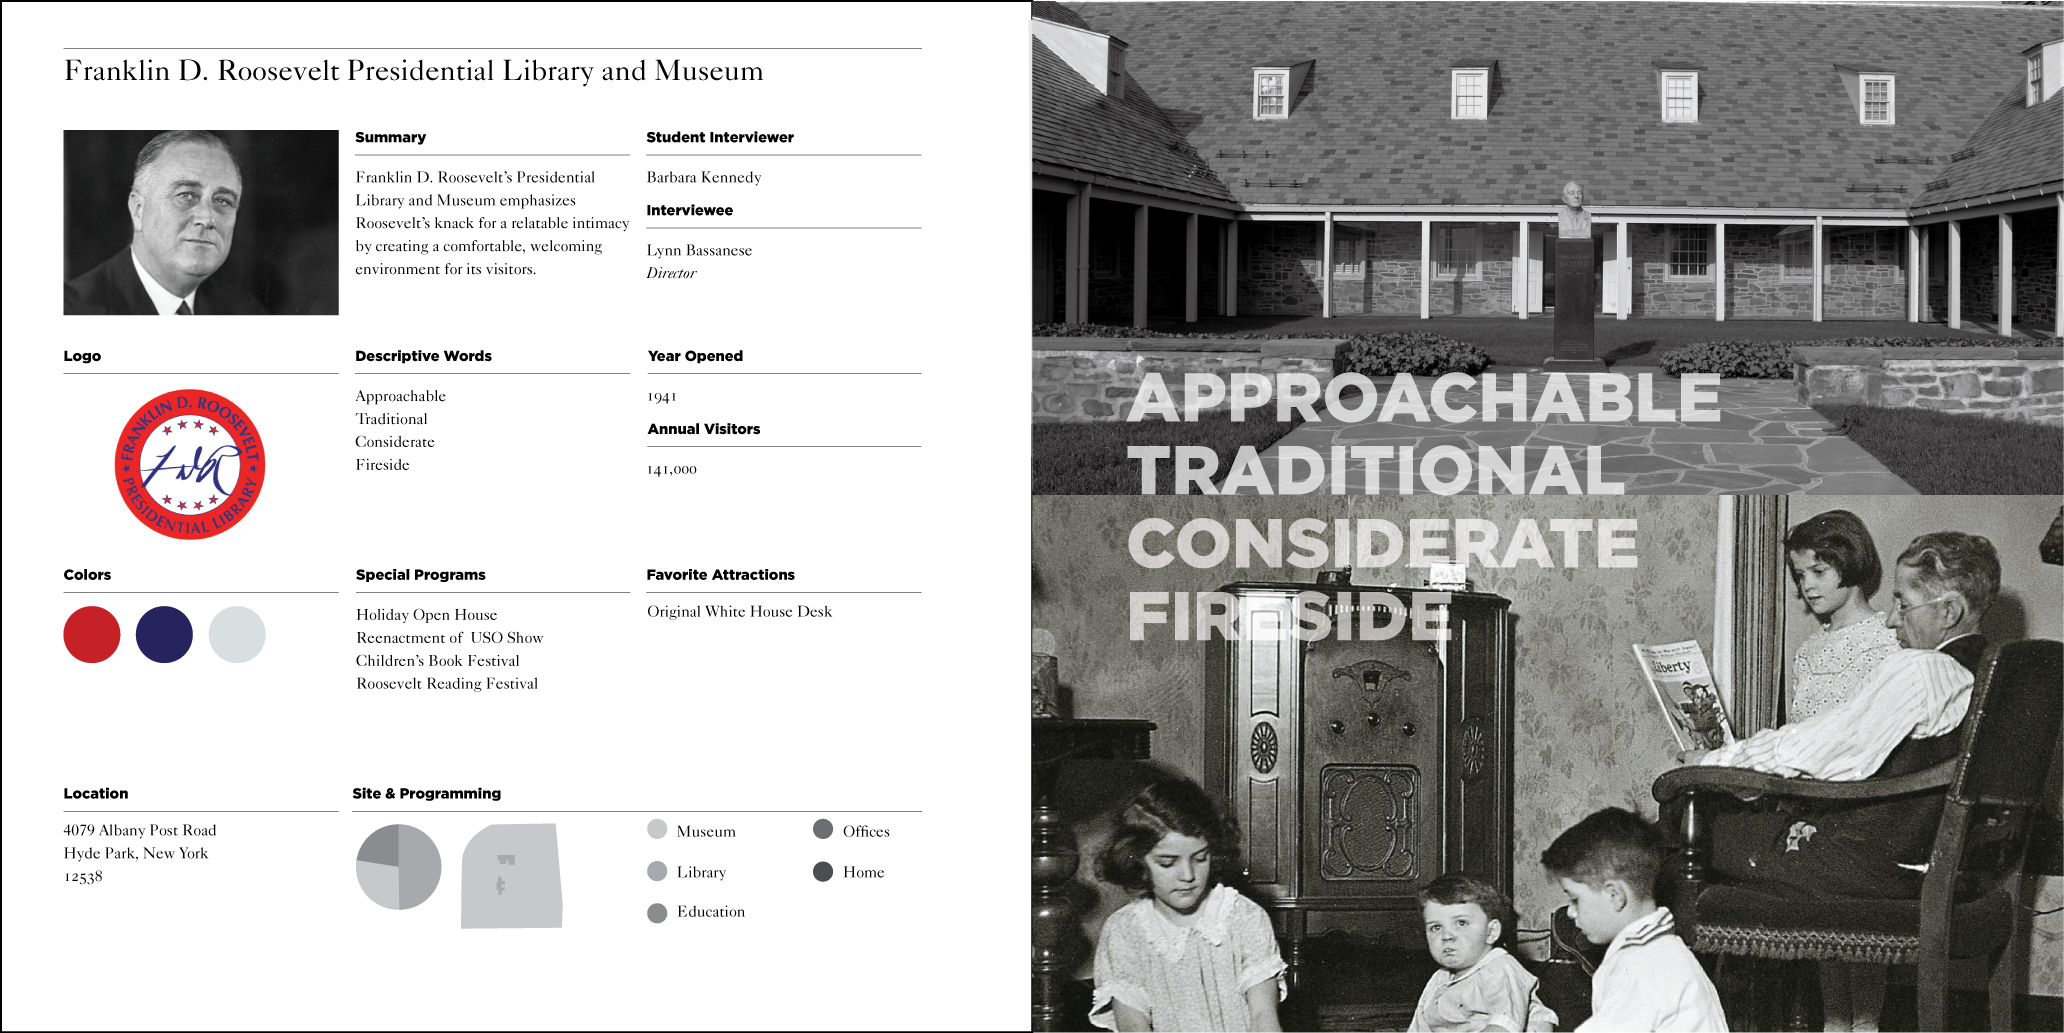 Franklin D. Roosevelt Presidential Library and Museum
Summary
Franklin D. Roosevelt's Presidential
Library and Museum emphasizes
Roosevelt's knack for a relatable intimacy
by creating a comfortable, welcoming
environment for its visitors.
Student Interviewer
Barbara Kennedy
Interviewee
Lynn Bassanese
Director
Logo
FRANKLIN D. ROOSEVELT
FDR
PRESIDENTIAL LIBRARY
Descriptive Words
Approachable
Traditional
Considerate
Fireside
Year Opened
1941
Annual Visitors
141,000
Colors
Special Programs
Holiday Open House
Reenactment of USO Show
Children's Book Festival
Roosevelt Reading Festival
Favorite Attractions
Original White House Desk
Location
4079 Albany Post Road
Hyde Park, New York
12538
Site & Programming
Museum
Library
Education
Offices
Home
APPROACHABLE
TRADITIONAL
CONSIDERATE
FIRESIDE
Liberty